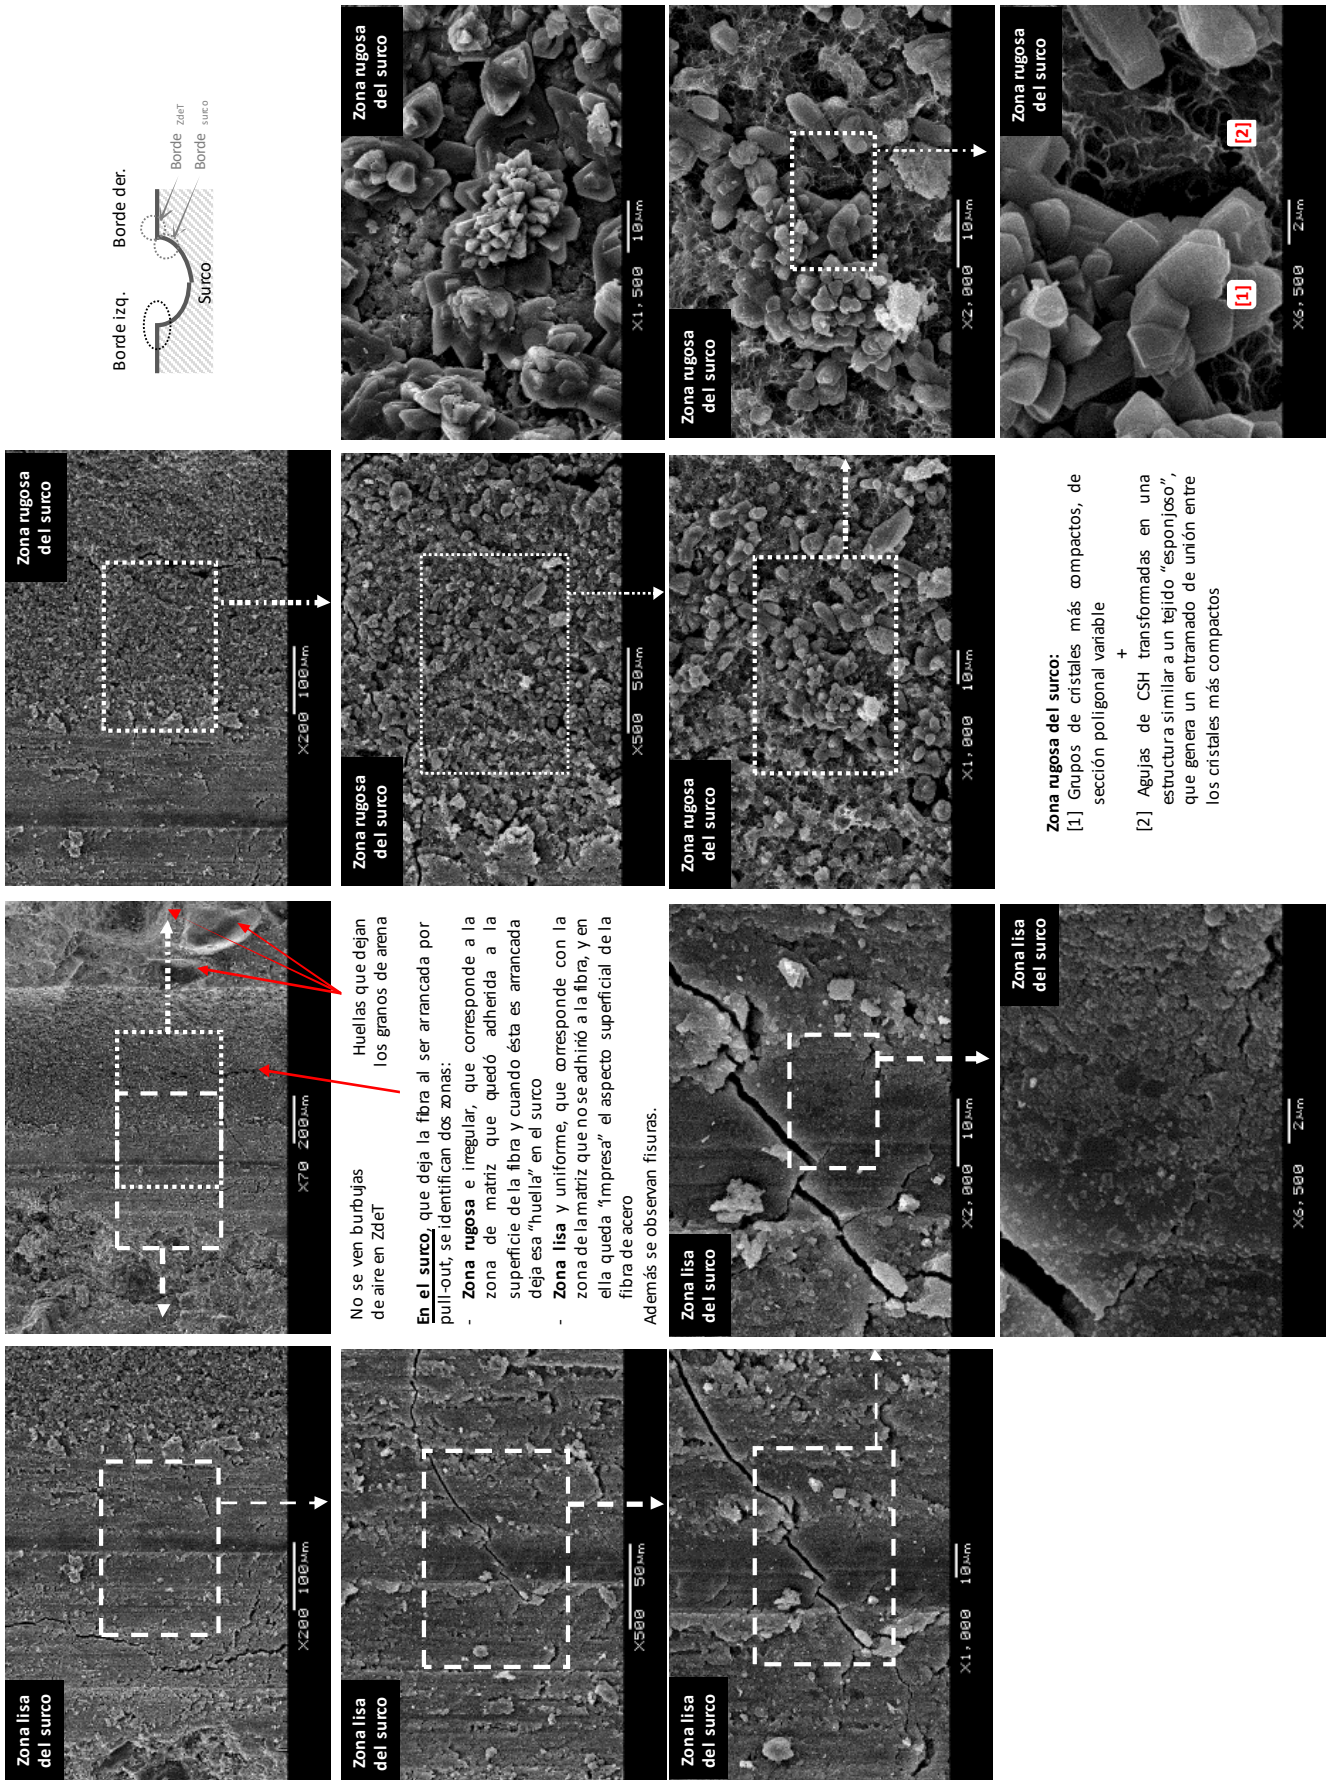 Zona lisa
del surco
X200 100µm
X70 200µm
Zona rugosa
del surco
X200 100µm
Borde izq.
Borde der.
Borde ZdeT
Borde surco
Surco
Zona lisa
del surco
X500 50µm
No se ven burbujas
de aire en ZdeT
Huellas que dejan
los granos de arena
En el surco, que deja la fibra al ser arrancada por
pull-out, se identifican dos zonas:
- Zona rugosa e irregular, que corresponde a la
zona de matriz que quedó adherida a la
superficie de la fibra y cuando ésta es arrancada
deja esa “huella” en el surco
- Zona lisa y uniforme, que corresponde con la
zona de la matriz que no se adhirió a la fibra, y en
ella queda “impresa” el aspecto superficial de la
fibra de acero
Además se observan fisuras.
Zona rugosa
del surco
X500 50µm
Zona rugosa
del surco
X1,500 10µm
Zona lisa
del surco
X1,000 10µm
Zona lisa
del surco
X2,000 10µm
Zona rugosa
del surco
X1,000 10µm
Zona rugosa
del surco
X2,000 10µm
Zona lisa
del surco
X6,500 2µm
Zona rugosa del surco:
[1] Grupos de cristales más compactos, de
sección poligonal variable
+
[2] Agujas de CSH transformadas en una
estructura similar a un tejido “esponjoso”,
que genera un entramado de unión entre
los cristales más compactos
Zona rugosa
del surco
[1]
[2]
X6,500 2µm